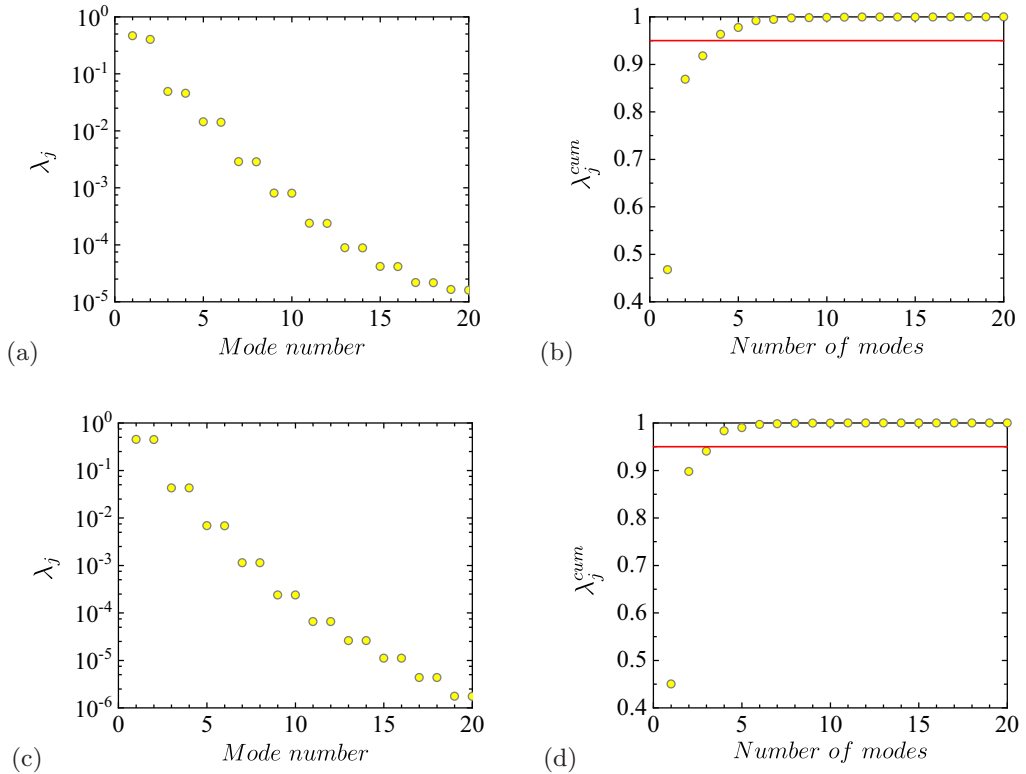 10^0
10^-1
10^-2
10^-3
10^-4
10^-5
λ_j
0 5 10 15 20
Mode number
(a)
1
0.9
0.8
0.7
0.6
0.5
0.4
λ_j^cum
0 5 10 15 20
Number of modes
(b)
10^0
10^-1
10^-2
10^-3
10^-4
10^-5
10^-6
λ_j
0 5 10 15 20
Mode number
(c)
1
0.9
0.8
0.7
0.6
0.5
0.4
λ_j^cum
0 5 10 15 20
Number of modes
(d)